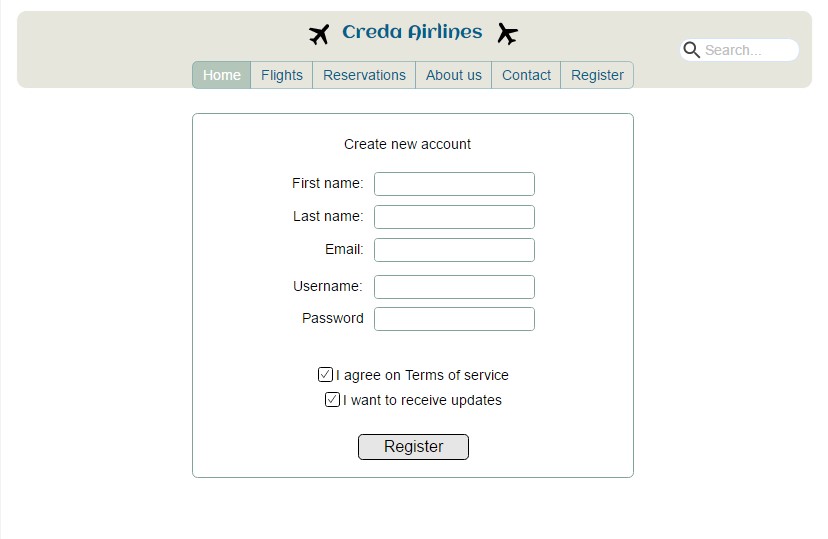 Creda Airlines
Search...
Home Flights Reservations About us Contact Register
Create new account
First name:
Last name:
Email:
Username:
Password
I agree on Terms of service
I want to receive updates
Register